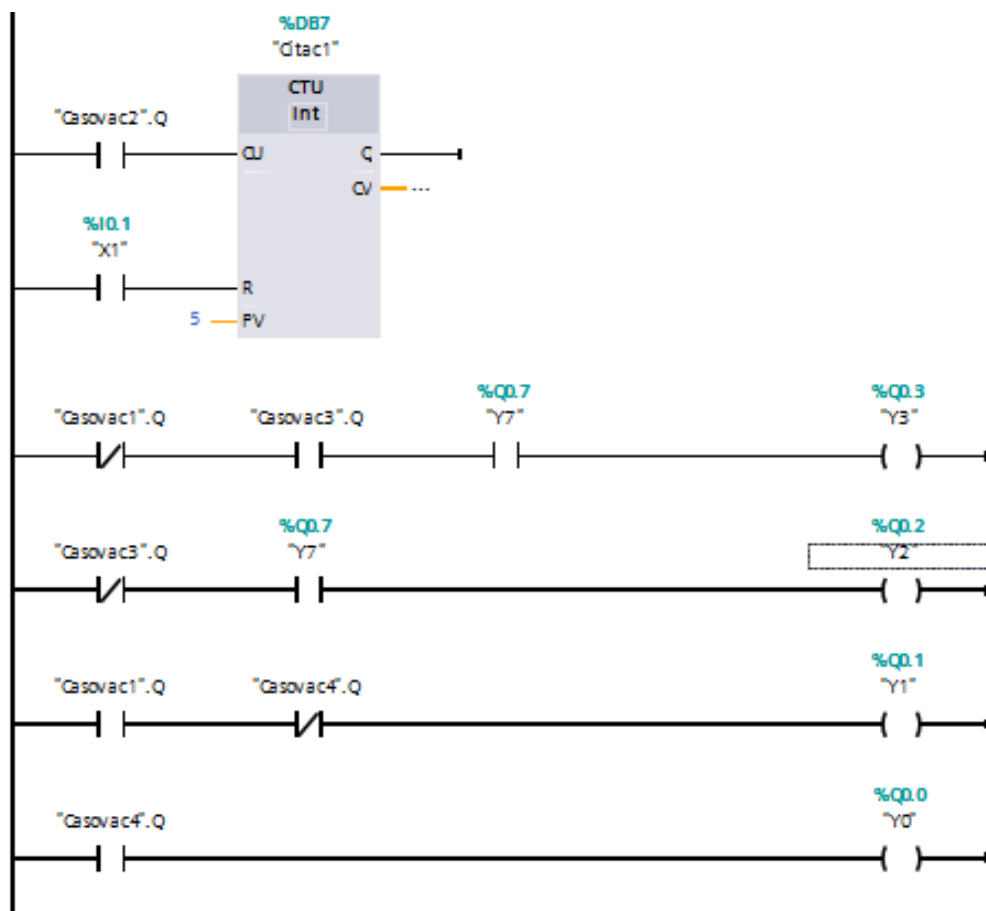 %DB7
"Citac1"
CTU
Int
"Casovac2".Q
CU Q
CV ...
%I0.1
"X1"
R
5 PV
"Casovac1".Q "Casovac3".Q %Q0.7 "Y7" %Q0.3 "Y3"
"Casovac3".Q %Q0.7 "Y7" %Q0.2 "Y2"
"Casovac1".Q "Casovac4".Q %Q0.1 "Y1"
"Casovac4".Q %Q0.0 "Y0"